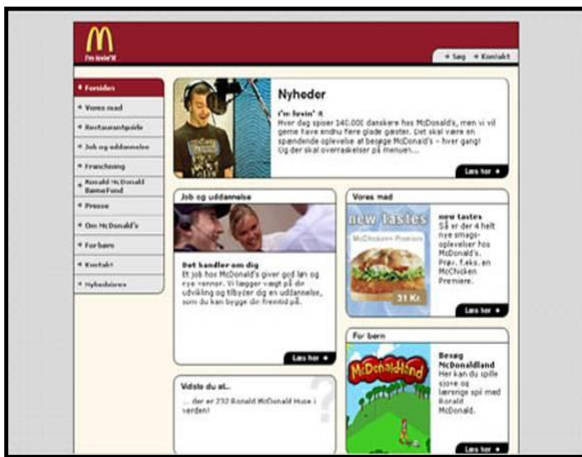 i'm lovin' it
Søg
Kontakt
Forsiden
Vores mad
Restaurantguide
Job og uddannelse
Franchising
Ronald McDonald
Børnefond
Presse
Om McDonald's
For børn
Kontakt
Nyhedsbrev
Nyheder
i'm lovin' it
Hver dag spiser 140.000 danskere hos McDonald's, men vi vil
gerne have endnu flere glade gæster. Det skal være en
spændende oplevelse at besøge McDonald's - hver gang!
Og der skal overraskelser på menuen...
Læs her
Job og uddannelse
Det handler om dig
Et job hos McDonald's giver god løn og
nye venner. Vi lægger vægt på din
udvikling og tilbyder dig en uddannelse,
som du kan bygge din fremtid på.
Læs her
Vores mad
new tastes
McChicken Premiere
31 Kr.
new tastes
Så er der 4 helt
nye smags-
oplevelser hos
McDonald's.
Prøv. f.eks. en
McChicken
Premiere.
Læs her
Vidste du at...
... der er 232 Ronald McDonald Huse i
verden!
?
For børn
McDonaldland
Besøg
McDonaldland
Her kan du spille
sjove og
lærerige spil med
Ronald
McDonald.
Læs her